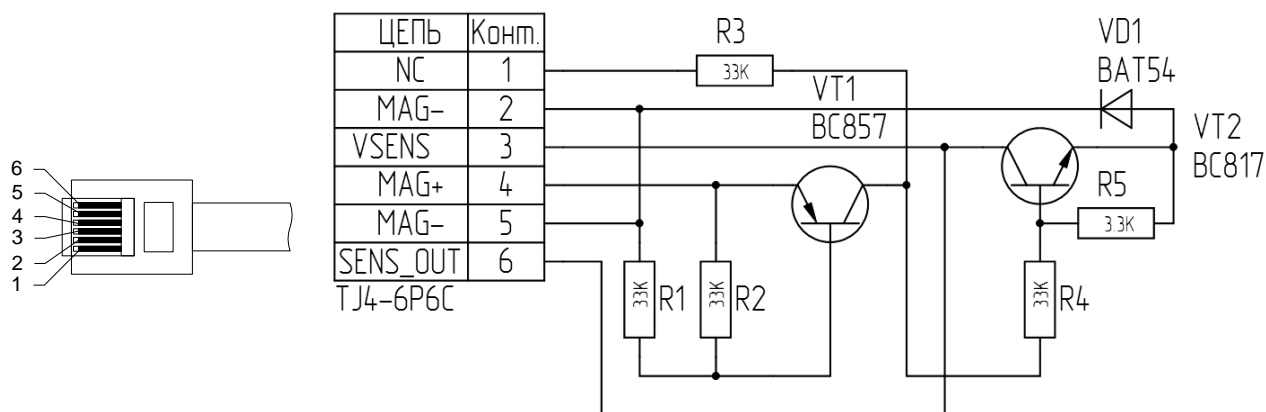 ЦЕПЬ Конт.
NC 1
MAG- 2
VSENS 3
MAG+ 4
MAG- 5
SENS_OUT 6
TJ4-6P6C
6
5
4
3
2
1
R3
33K
VT1
BC857
VD1
BAT54
VT2
BC817
R5
3.3K
33K R1
33K R2
33K R4